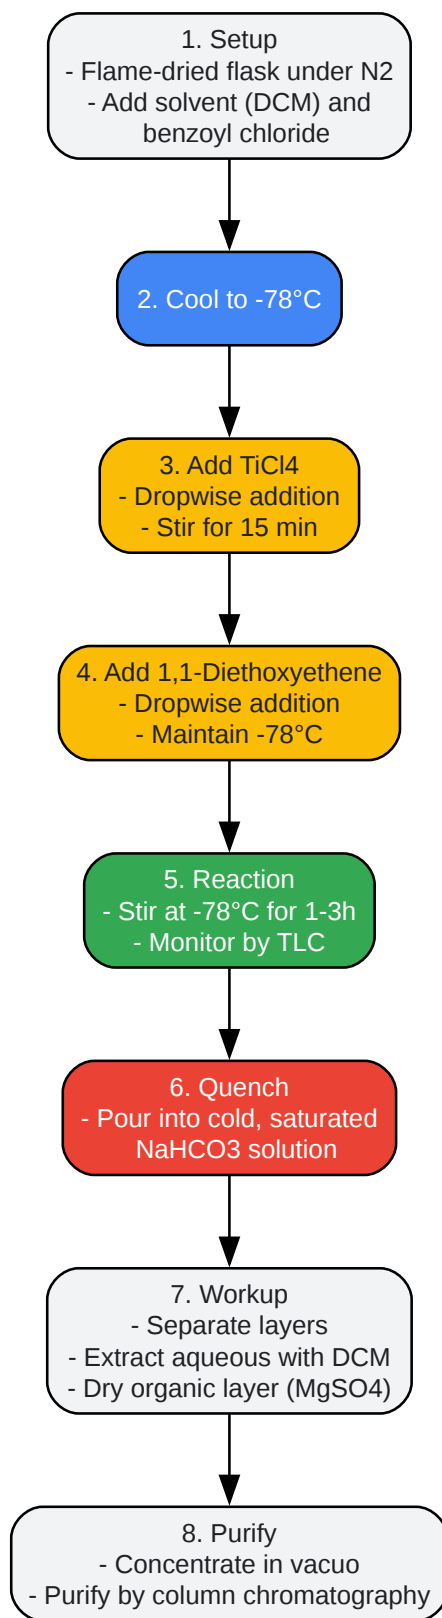 1. Setup
- Flame-dried flask under N2
- Add solvent (DCM) and
benzoyl chloride
2. Cool to -78°C
3. Add TiCl4
- Dropwise addition
- Stir for 15 min
4. Add 1,1-Diethoxyethene
- Dropwise addition
- Maintain -78°C
5. Reaction
- Stir at -78°C for 1-3h
- Monitor by TLC
6. Quench
- Pour into cold, saturated
NaHCO3 solution
7. Workup
- Separate layers
- Extract aqueous with DCM
- Dry organic layer (MgSO4)
8. Purify
- Concentrate in vacuo
- Purify by column chromatography